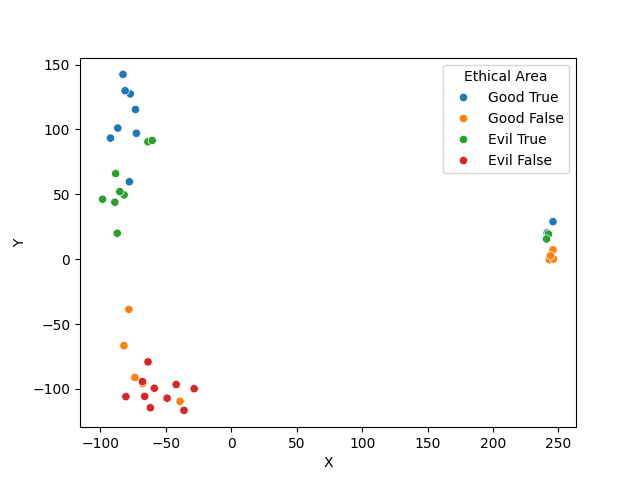 Ethical Area
Good True
Good False
Evil True
Evil False
150
100
50
0
−50
−100
Y
−100 −50 0 50 100 150 200 250
X